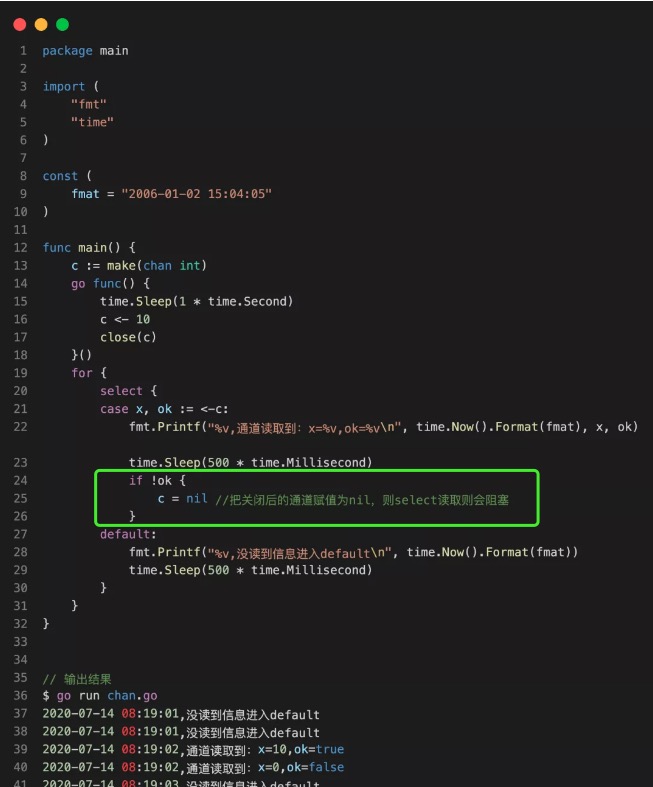 1 package main
2
3 import (
4     "fmt"
5     "time"
6 )
7
8 const (
9     fmat = "2006-01-02 15:04:05"
10 )
11
12 func main() {
13     c := make(chan int)
14     go func() {
15         time.Sleep(1 * time.Second)
16         c <- 10
17         close(c)
18     }()
19     for {
20         select {
21         case x, ok := <-c:
22             fmt.Printf("%v,通道读取到：x=%v,ok=%v\n", time.Now().Format(fmat), x, ok)
23             time.Sleep(500 * time.Millisecond)
24             if !ok {
25                 c = nil //把关闭后的通道赋值为nil，则select读取则会阻塞
26             }
27         default:
28             fmt.Printf("%v,没读到信息进入default\n", time.Now().Format(fmat))
29             time.Sleep(500 * time.Millisecond)
30         }
31     }
32 }
33
34
35 // 输出结果
36 $ go run chan.go
37 2020-07-14 08:19:01,没读到信息进入default
38 2020-07-14 08:19:01,没读到信息进入default
39 2020-07-14 08:19:02,通道读取到：x=10,ok=true
40 2020-07-14 08:19:02,通道读取到：x=0,ok=false
41 2020-07-14 08:19:03,没读到信息进入default